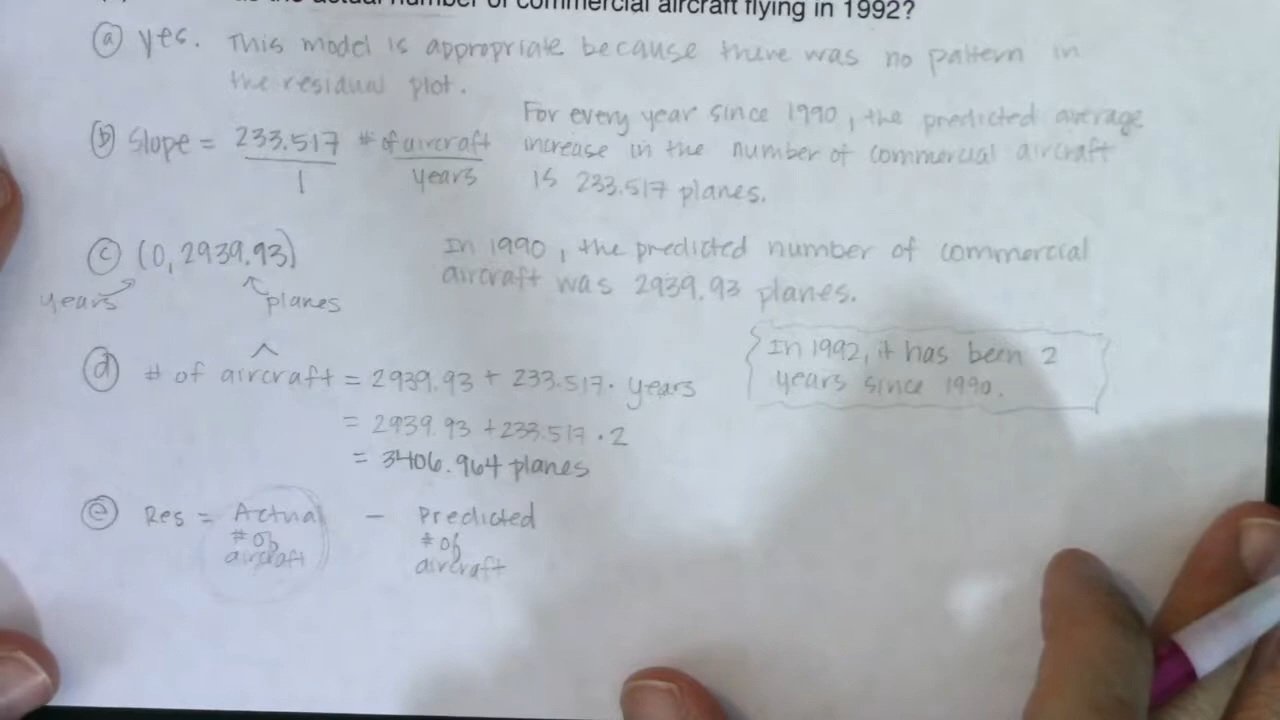 the actual number of commercial aircraft flying in 1992?
(a) yes. This model is appropriate because there was no pattern in
the residual plot.
(b) Slope = 233.517 / 1 # of aircraft / years
For every year since 1990, the predicted average
increase in the number of commercial aircraft
is 233.517 planes.
(c) (0, 2939.93)
years planes
In 1990, the predicted number of commercial
aircraft was 2939.93 planes.
(d) # of aircraft^ = 2939.93 + 233.517 · years
= 2939.93 + 233.517 · 2
= 3406.964 planes
In 1992, it has been 2
years since 1990.
(e) Res = Actual - Predicted
# of # of
aircraft aircraft